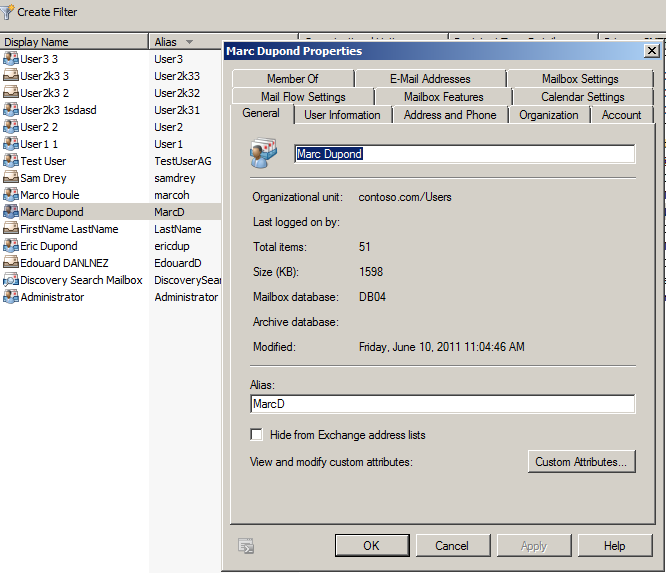 Create Filter
Display Name Alias
User3 3 User3
User2k3 3 User2k33
User2k3 2 User2k32
User2k3 1sdasd User2k31
User2 2 User2
User1 1 User1
Test User TestUserAG
Sam Drey samdrey
Marco Houle marcoh
Marc Dupond MarcD
FirstName LastName LastName
Eric Dupond ericdup
Edouard DANLNEZ EdouardD
Discovery Search Mailbox DiscoverySear
Administrator Administrator
Marc Dupond Properties
Member Of E-Mail Addresses Mailbox Settings
Mail Flow Settings Mailbox Features Calendar Settings
General User Information Address and Phone Organization Account
Marc Dupond
Organizational unit: contoso.com/Users
Last logged on by:
Total items: 51
Size (KB): 1598
Mailbox database: DB04
Archive database:
Modified: Friday, June 10, 2011 11:04:46 AM
Alias:
MarcD
Hide from Exchange address lists
View and modify custom attributes: Custom Attributes...
OK Cancel Apply Help